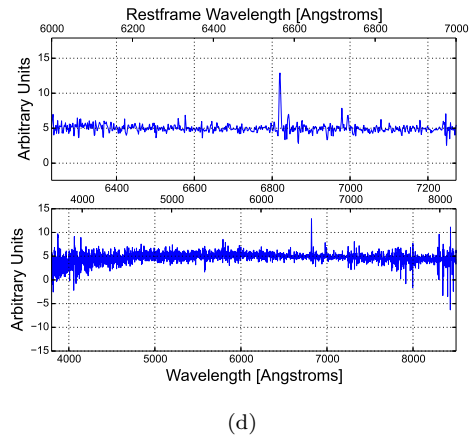 Restframe Wavelength [Angstroms]
6000 6200 6400 6600 6800 7000
15
10
5
0
Arbitrary Units
6400 6600 6800 7000 7200
4000 5000 6000 7000 8000
15
10
5
0
−5
−10
−15
Arbitrary Units
4000 5000 6000 7000 8000
Wavelength [Angstroms]
(d)